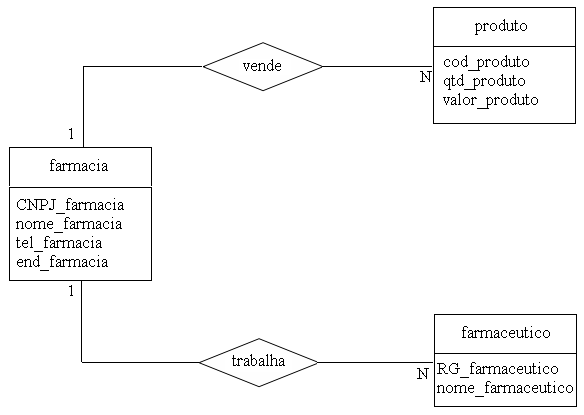 produto
cod_produto
qtd_produto
valor_produto
vende
N
1
farmacia
CNPJ_farmacia
nome_farmacia
tel_farmacia
end_farmacia
1
trabalha
N
farmaceutico
RG_farmaceutico
nome_farmaceutico